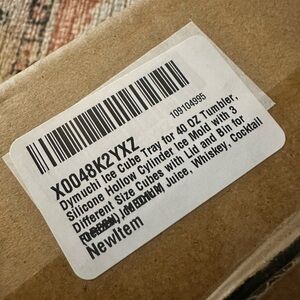 109104995
X0048K2YXZ
Dymuchi Ice Cube Tray for 40 OZ Tumbler,
Silicone Hollow Cylinder Ice Mold with 3
Different Size Cubes with Lid and Bin for
Juice, Whiskey, Cocktail
NewItem